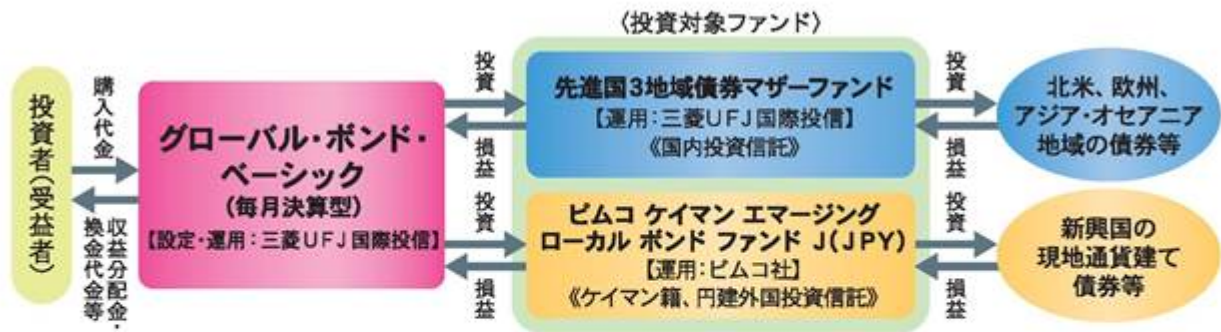 〈投資対象ファンド〉
投資者(受益者)
購入代金
収益分配金・
換金代金等
グローバル・ボンド・
ベーシック
(毎月決算型)
【設定・運用:三菱UFJ国際投信】
投資
損益
先進国3地域債券マザーファンド
【運用:三菱UFJ国際投信】
《国内投資信託》
投資
損益
北米、欧州、
アジア・オセアニア
地域の債券等
投資
損益
ピムコ ケイマン エマージング
ローカル ボンド ファンド J(JPY)
【運用:ピムコ社】
《ケイマン籍、円建外国投資信託》
投資
損益
新興国の
現地通貨建て
債券等